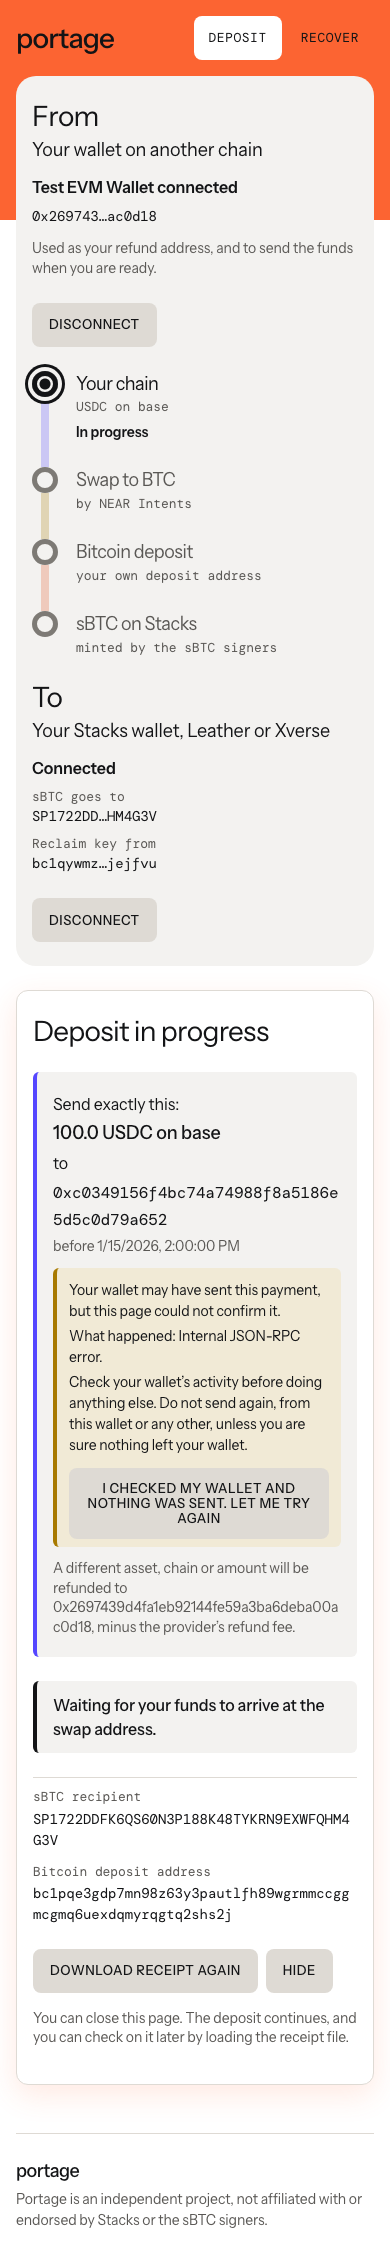 portage
DEPOSIT
RECOVER
From
Your wallet on another chain
Test EVM Wallet connected
0x269743…ac0d18
Used as your refund address, and to send the funds
when you are ready.
DISCONNECT
Your chain
USDC on base
In progress
Swap to BTC
by NEAR Intents
Bitcoin deposit
your own deposit address
sBTC on Stacks
minted by the sBTC signers
To
Your Stacks wallet, Leather or Xverse
Connected
sBTC goes to
SP1722DD…HM4G3V
Reclaim key from
bc1qywmz…jejfvu
DISCONNECT
Deposit in progress
Send exactly this:
100.0 USDC on base
to
0xc0349156f4bc74a74988f8a5186e
5d5c0d79a652
before 1/15/2026, 2:00:00 PM
Your wallet may have sent this payment,
but this page could not confirm it.
What happened: Internal JSON-RPC
error.
Check your wallet’s activity before doing
anything else. Do not send again, from
this wallet or any other, unless you are
sure nothing left your wallet.
I CHECKED MY WALLET AND
NOTHING WAS SENT. LET ME TRY
AGAIN
A different asset, chain or amount will be
refunded to
0x2697439d4fa1eb92144fe59a3ba6deba00a
c0d18, minus the provider’s refund fee.
Waiting for your funds to arrive at the
swap address.
sBTC recipient
SP1722DDFK6QS60N3P188K48TYKRN9EXWFQHM4
G3V
Bitcoin deposit address
bc1pqe3gdp7mn98z63y3pautlfh89wgrmmccgg
mcgmq6uexdqmyrqgtq2shs2j
DOWNLOAD RECEIPT AGAIN
HIDE
You can close this page. The deposit continues, and
you can check on it later by loading the receipt file.
portage
Portage is an independent project, not affiliated with or
endorsed by Stacks or the sBTC signers.